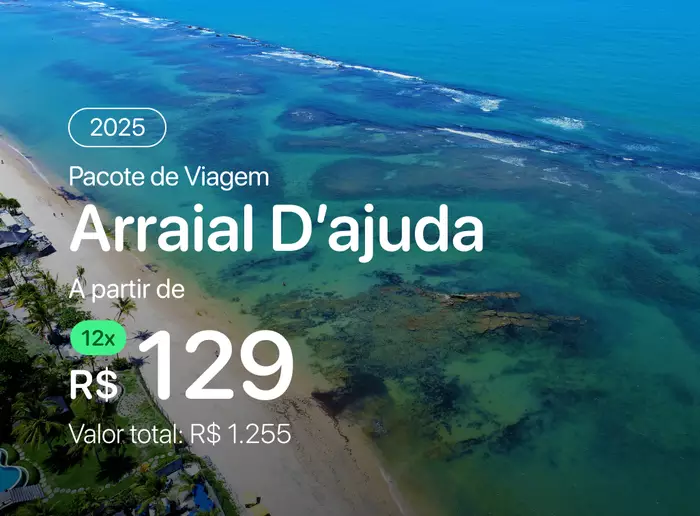 2025
Pacote de Viagem
Arraial D'ajuda
A partir de
12x
R$ 129
Valor total: R$ 1.255